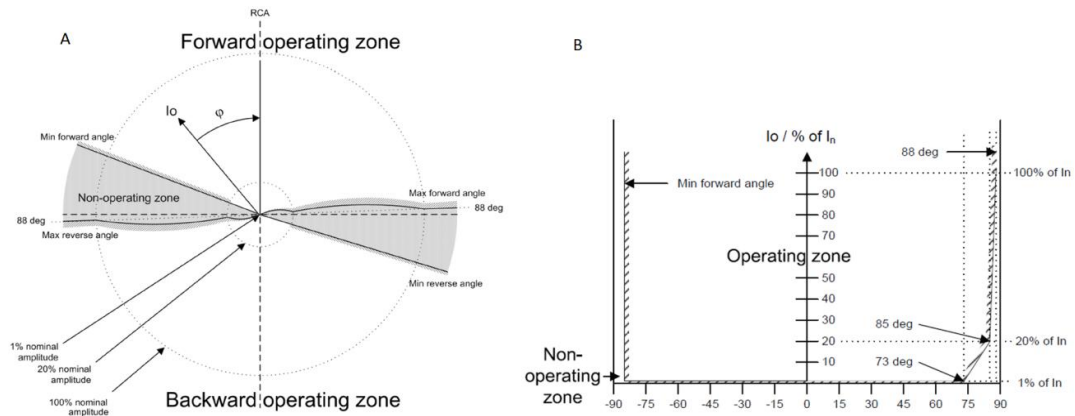 A
RCA
Forward operating zone
Io
φ
Min forward angle
Non-operating zone
Max forward angle
88 deg
88 deg
Max reverse angle
Min reverse angle
1% nominal
amplitude
20% nominal
amplitude
100% nominal
amplitude
Backward operating zone
B
Io / % of In
88 deg
100
100% of In
Min forward angle
90
80
70
Operating zone
50
40
30
85 deg
20
20% of In
73 deg
10
Non-
operating
zone
1% of In
-90 -75 -60 -45 -30 -15 0 15 30 45 60 75 90